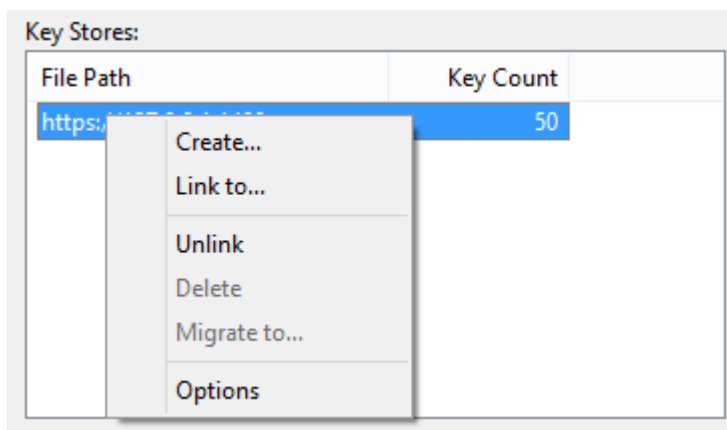 Key Stores:
File Path Key Count
https:/ 50
Create...
Link to...
Unlink
Delete
Migrate to...
Options